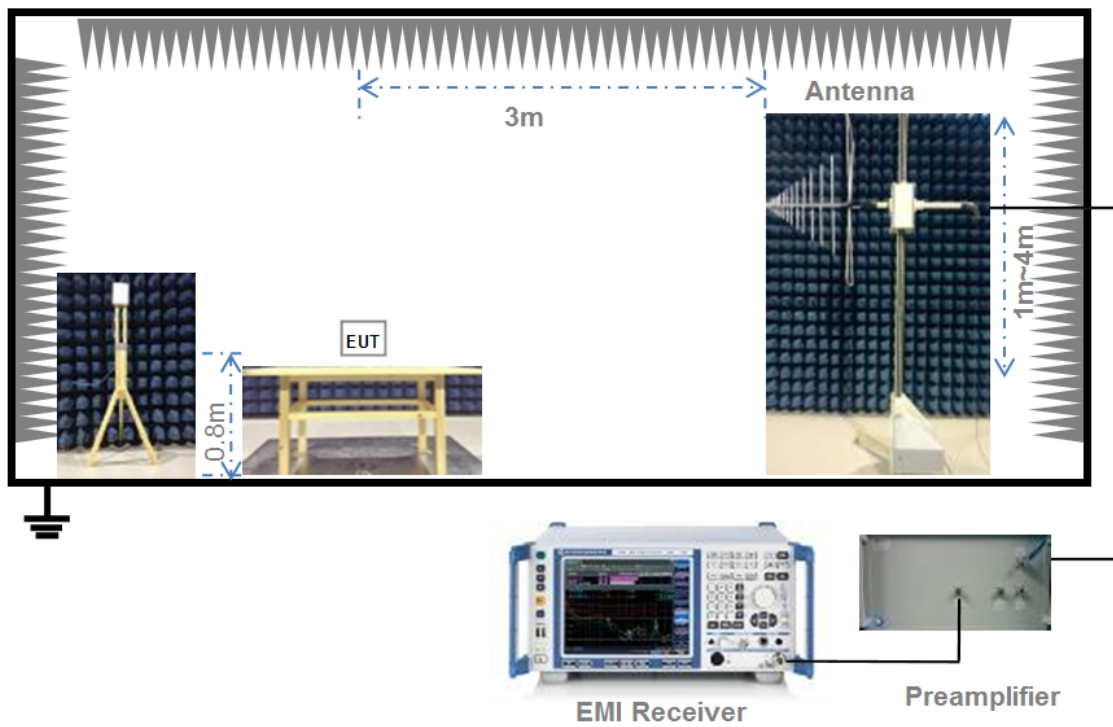 3m
Antenna
1m~4m
EUT
0.8m
EMI Receiver
Preamplifier